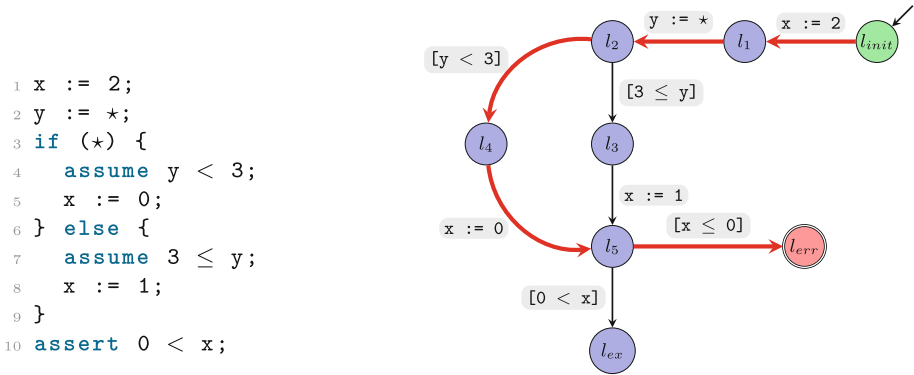 1 x := 2;
2 y := ⋆;
3 if (⋆) {
4 assume y < 3;
5 x := 0;
6 } else {
7 assume 3 ≤ y;
8 x := 1;
9 }
10 assert 0 < x;
l_2
y := ⋆
l_1
x := 2
l_init
[y < 3]
[3 ≤ y]
l_4
l_3
x := 0
x := 1
l_5
[x ≤ 0]
l_err
[0 < x]
l_ex